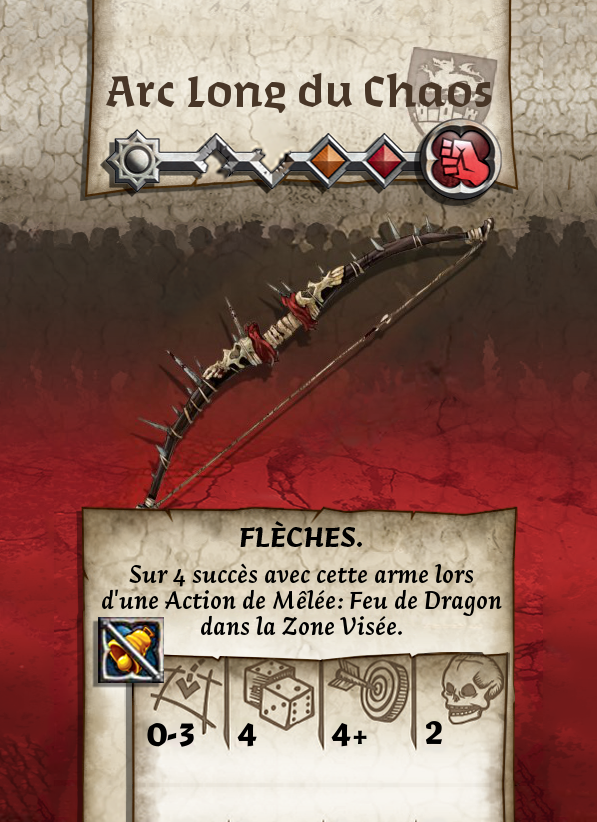 Arc Long du Chaos
FLÈCHES.
Sur 4 succès avec cette arme lors
d'une Action de Mêlée: Feu de Dragon
dans la Zone Visée.
0-3 4 4+ 2